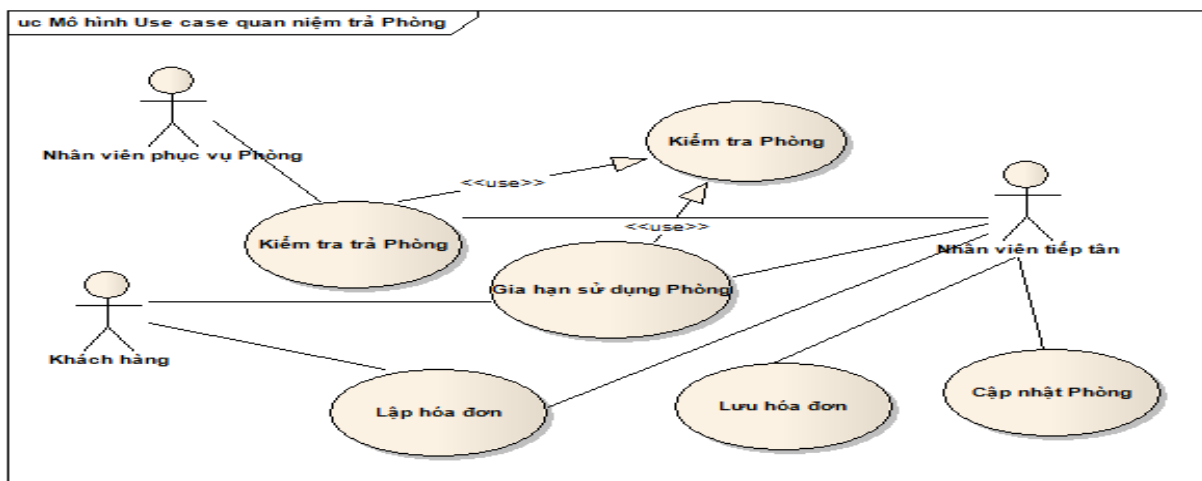 uc Mô hình Use case quan niệm trả Phòng
Nhân viên phục vụ Phòng
Kiểm tra Phòng
<<use>>
Kiểm tra trả Phòng
<<use>>
Nhân viên tiếp tân
Gia hạn sử dụng Phòng
Khách hàng
Lập hóa đơn
Lưu hóa đơn
Cập nhật Phòng